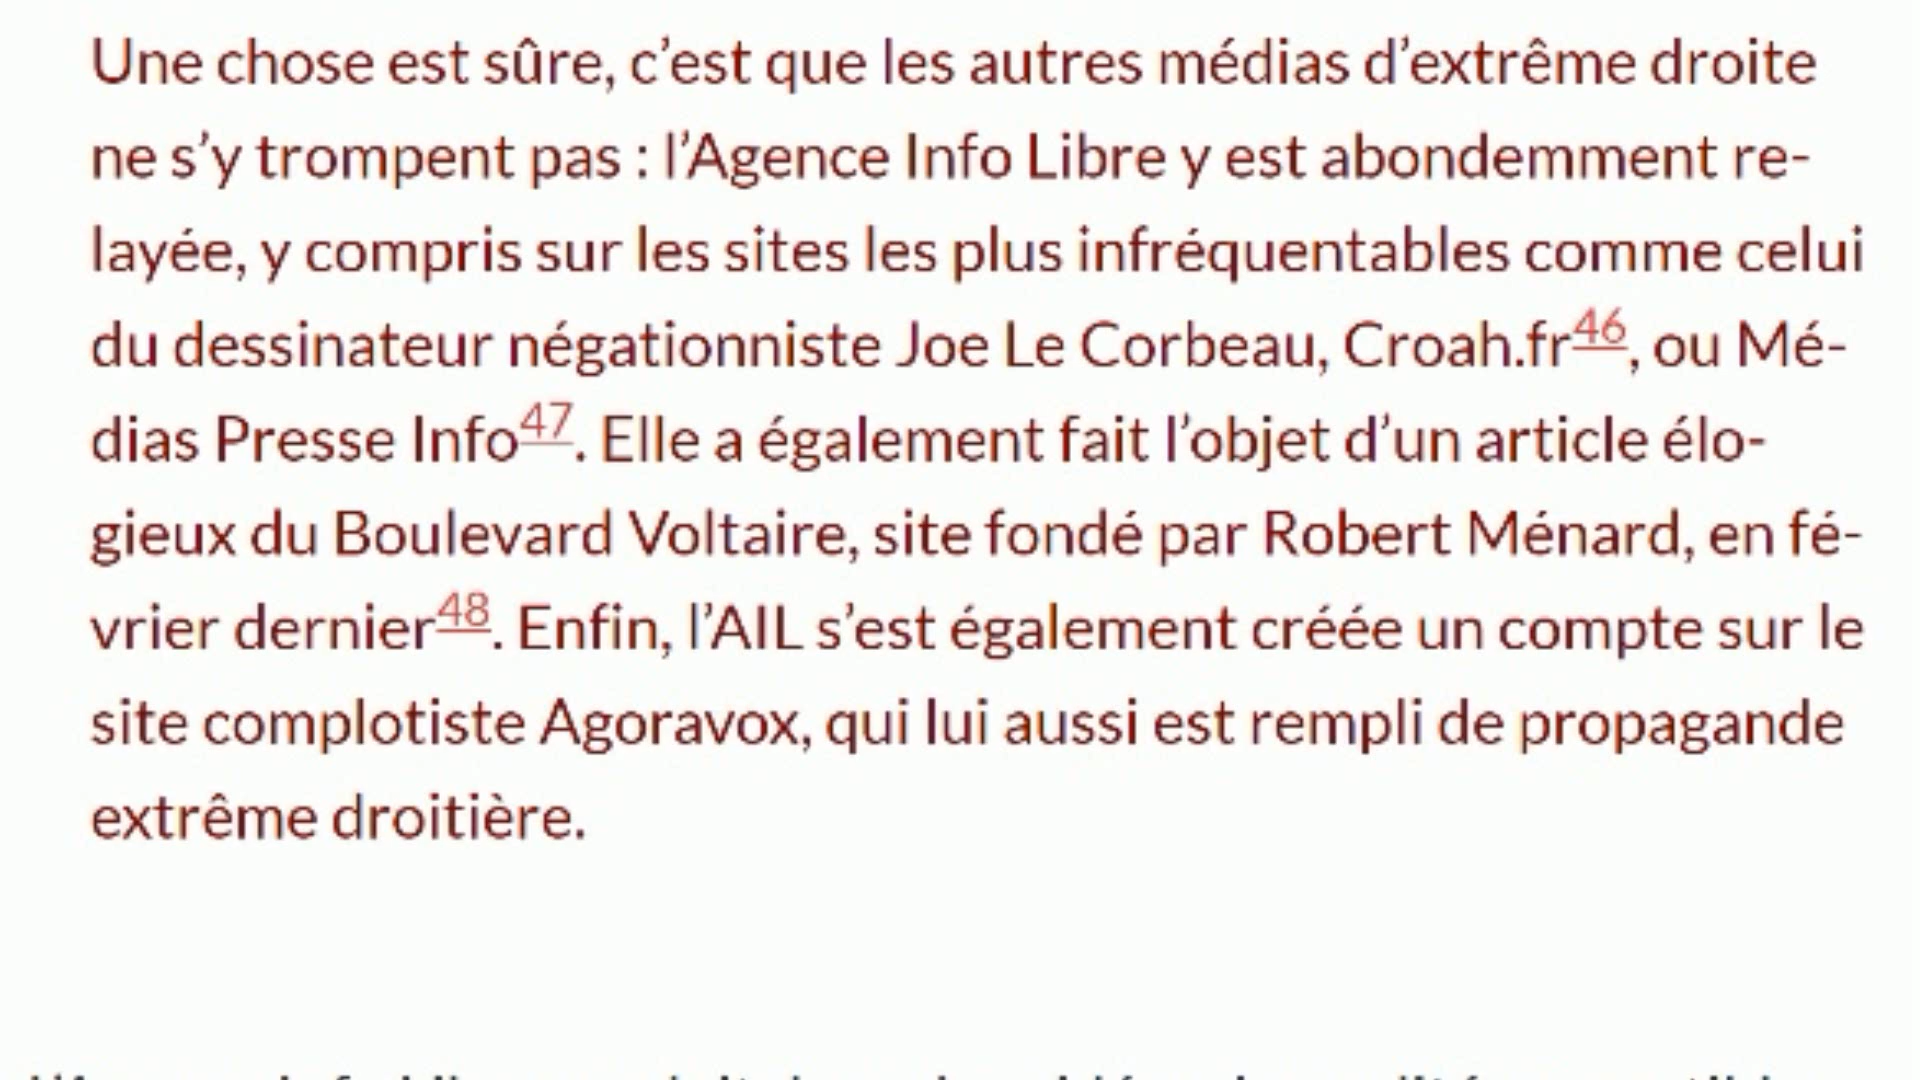 Une chose est sûre, c’est que les autres médias d’extrême droite
ne s’y trompent pas : l’Agence Info Libre y est abondemment re-
layée, y compris sur les sites les plus infréquentables comme celui
du dessinateur négationniste Joe Le Corbeau, Croah.fr46, ou Mé-
dias Presse Info47. Elle a également fait l’objet d’un article élo-
gieux du Boulevard Voltaire, site fondé par Robert Ménard, en fé-
vrier dernier48. Enfin, l’AIL s’est également créée un compte sur le
site complotiste Agoravox, qui lui aussi est rempli de propagande
extrême droitière.